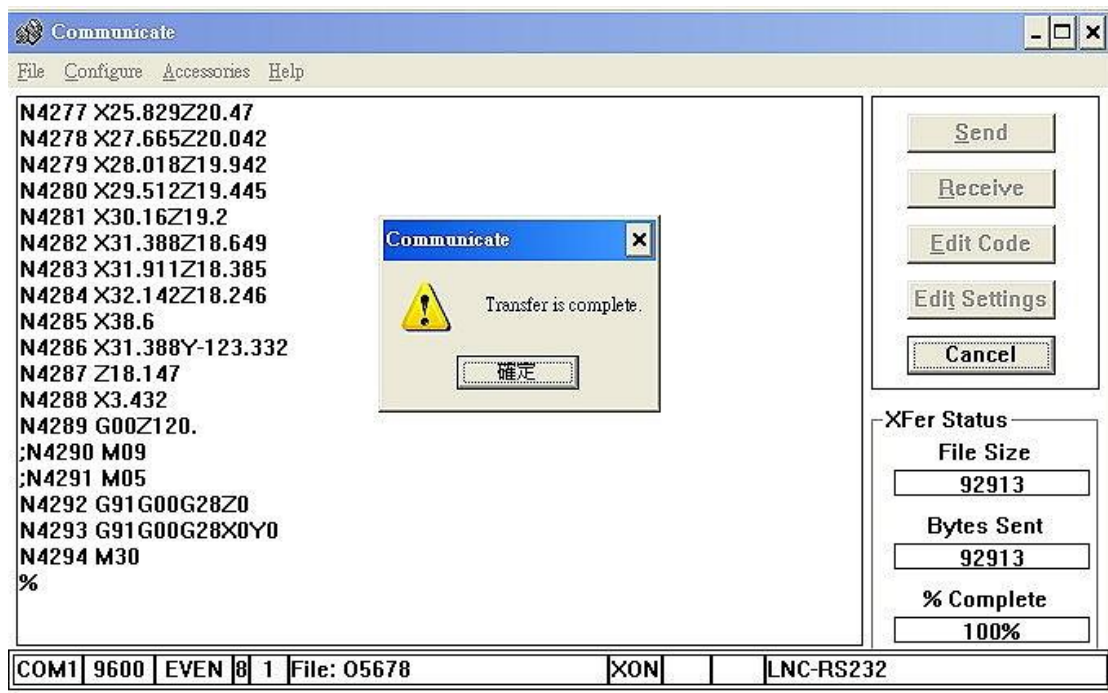 Communicate
File Configure Accessories Help
N4277 X25.829Z20.47
N4278 X27.665Z20.042
N4279 X28.018Z19.942
N4280 X29.512Z19.445
N4281 X30.16Z19.2
N4282 X31.388Z18.649
N4283 X31.911Z18.385
N4284 X32.142Z18.246
N4285 X38.6
N4286 X31.388Y-123.332
N4287 Z18.147
N4288 X3.432
N4289 G00Z120.
;N4290 M09
;N4291 M05
N4292 G91G00G28Z0
N4293 G91G00G28X0Y0
N4294 M30
%
Communicate
Transfer is complete.
確定
Send
Receive
Edit Code
Edit Settings
Cancel
XFer Status
File Size
92913
Bytes Sent
92913
% Complete
100%
COM1 9600 EVEN 8 1 File: O5678 XON LNC-RS232